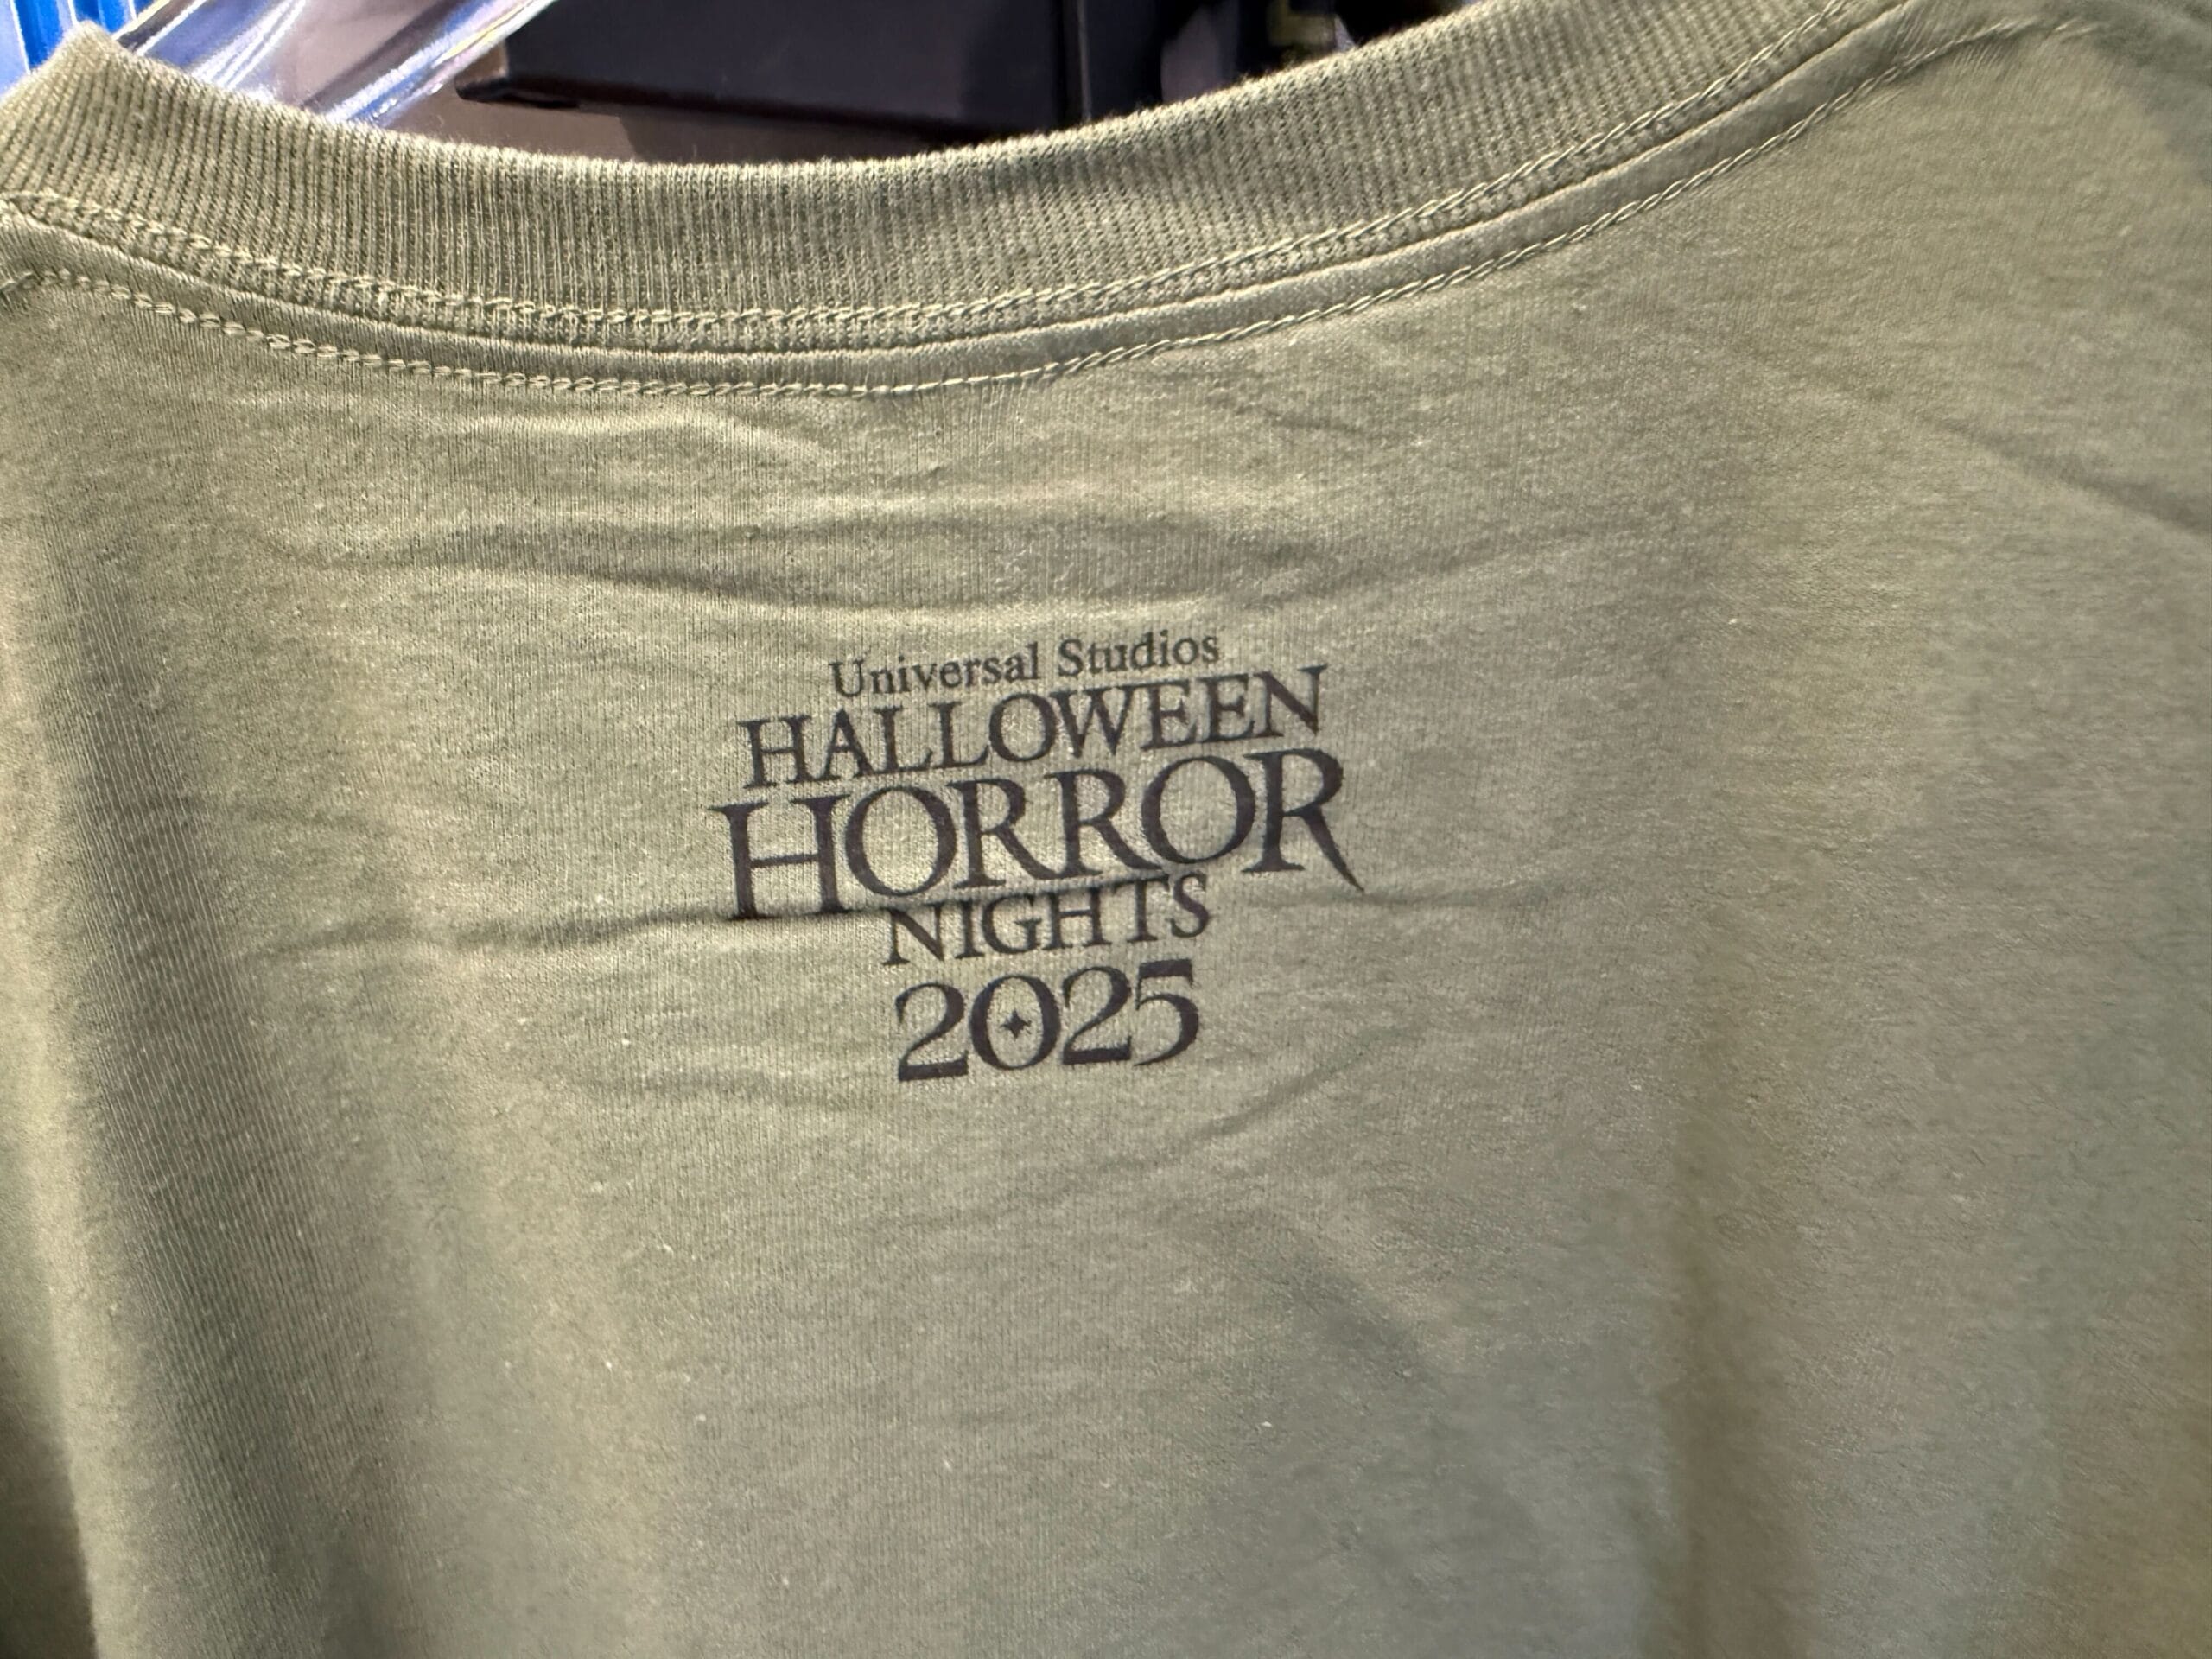 Universal Studios
HALLOWEEN
HORROR
NIGHTS
2025